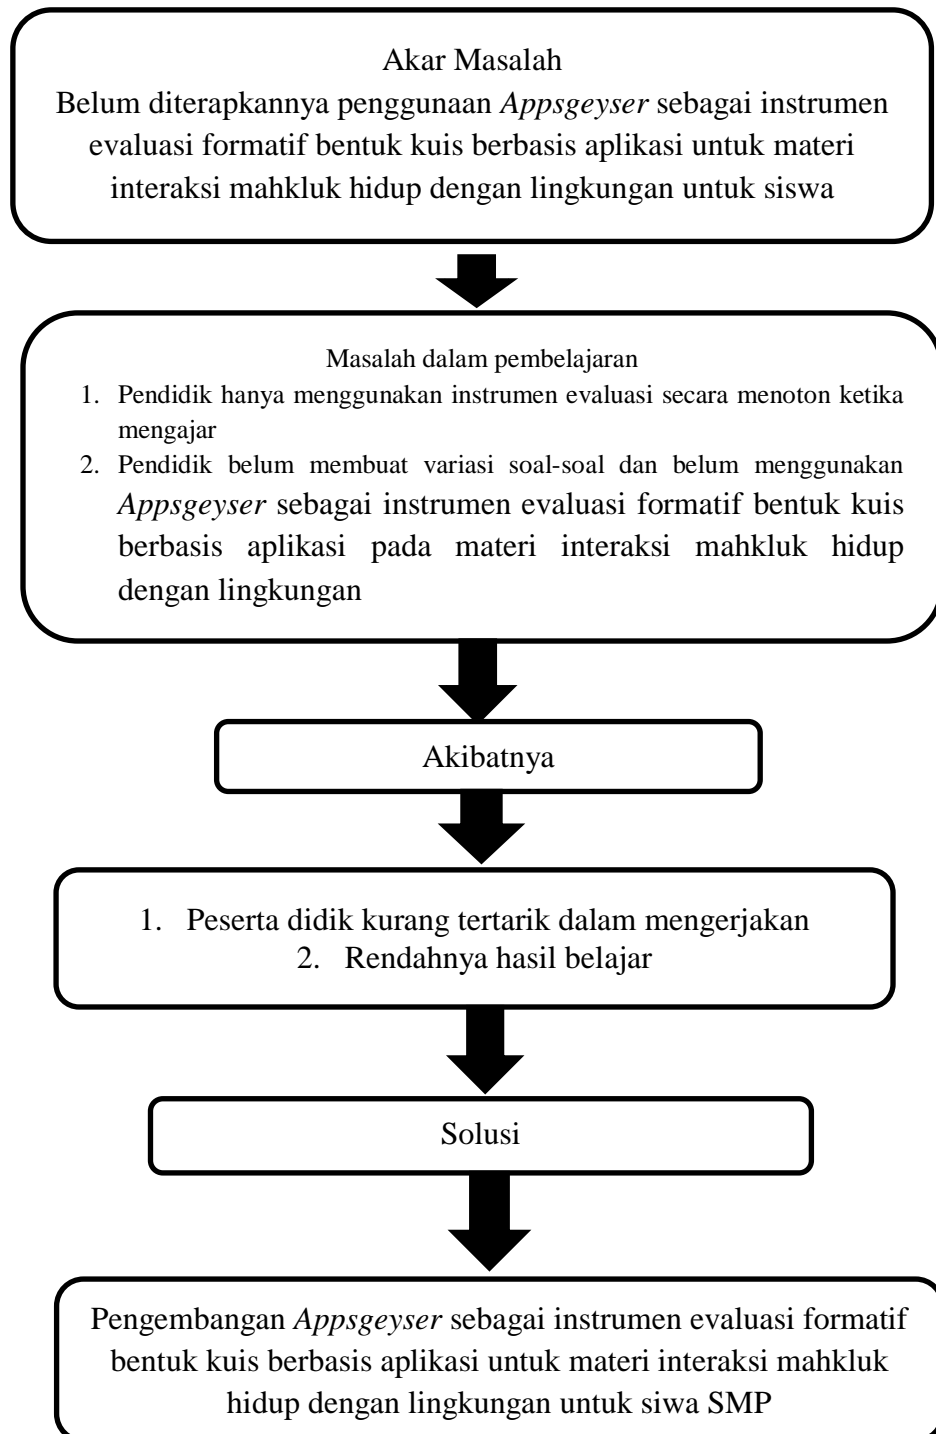 Akar Masalah
Belum diterapkannya penggunaan Appsgeyser sebagai instrumen
evaluasi formatif bentuk kuis berbasis aplikasi untuk materi
interaksi mahkluk hidup dengan lingkungan untuk siswa
Masalah dalam pembelajaran
1. Pendidik hanya menggunakan instrumen evaluasi secara menoton ketika
mengajar
2. Pendidik belum membuat variasi soal-soal dan belum menggunakan
Appsgeyser sebagai instrumen evaluasi formatif bentuk kuis
berbasis aplikasi pada materi interaksi mahkluk hidup
dengan lingkungan
Akibatnya
1. Peserta didik kurang tertarik dalam mengerjakan
2. Rendahnya hasil belajar
Solusi
Pengembangan Appsgeyser sebagai instrumen evaluasi formatif
bentuk kuis berbasis aplikasi untuk materi interaksi mahkluk
hidup dengan lingkungan untuk siwa SMP